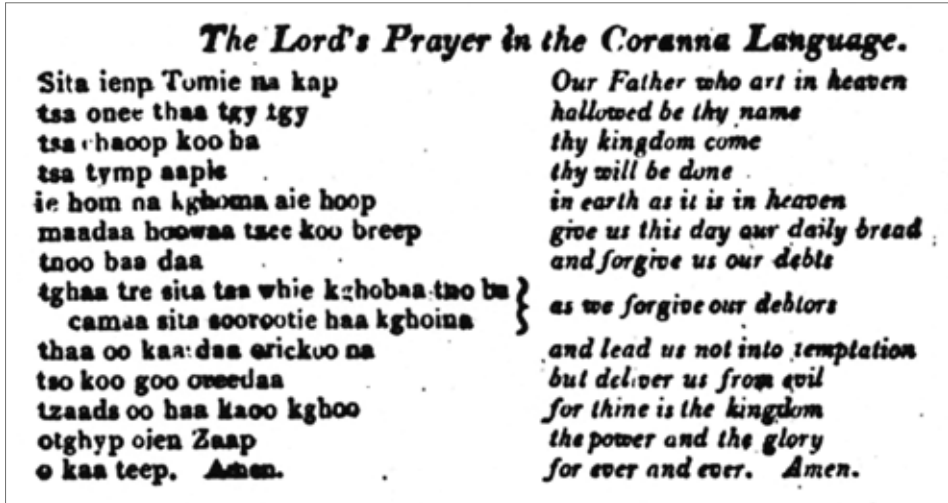 The Lord's Prayer in the Coranna Language.
Sita ienp Tomie na kap Our Father who art in heaven
tsa onee thaa tgy tgy hallowed be thy name
tsa chaoop koo ba thy kingdom come
tsa tymp aaple thy will be done
ie hom na kghoma aie hoop in earth as it is in heaven
maadaa hoowaa tsee koo breep give us this day our daily bread
tnoo baa daa and forgive us our debts
tghaa tre sita tsa whie kghobaa tno ba
camaa sita soorootie haa kghoina as we forgive our debtors
thaa oo kaa daa orickoo na and lead us not into temptation
tso koo goo oreedaa but deliver us from evil
tzaads oo haa kaoo kghoo for thine is the kingdom
otghyp oien Zaap the power and the glory
o kaa teep. Amen. for ever and ever. Amen.